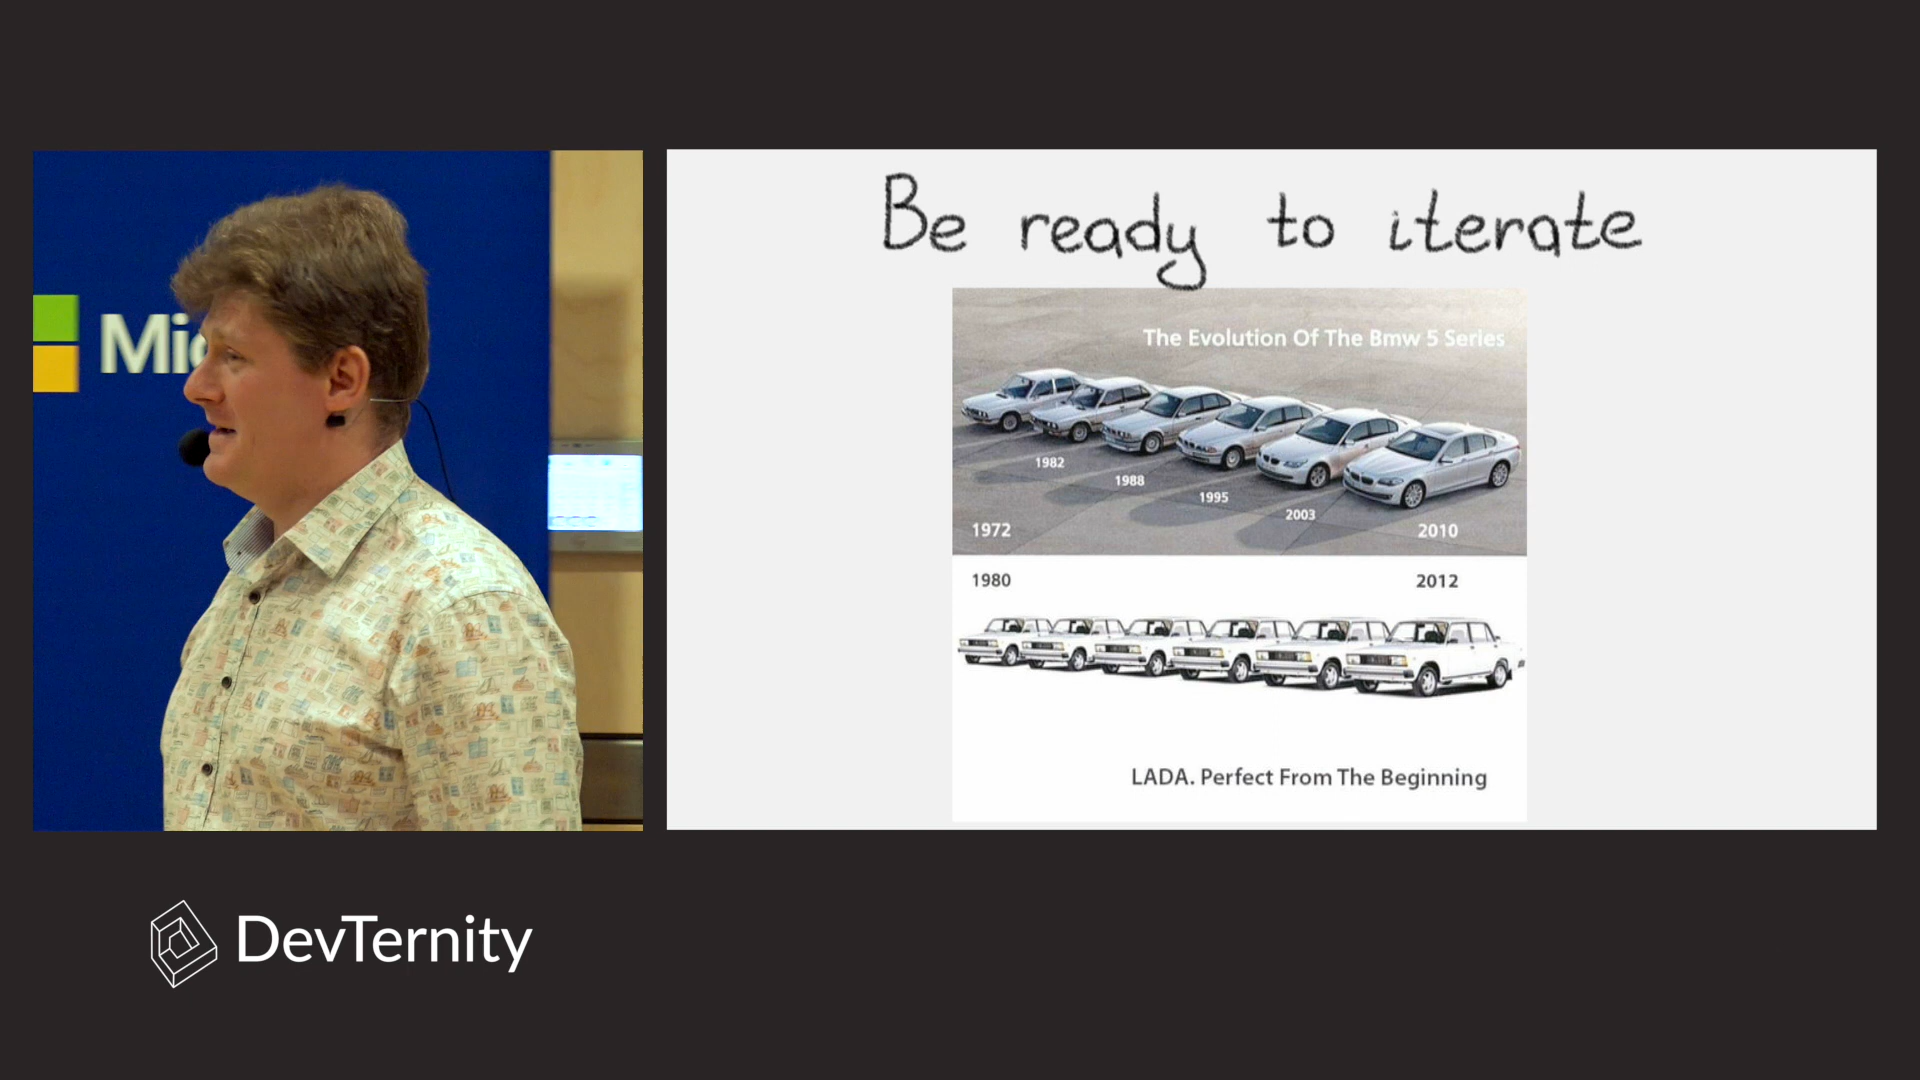 Be ready to iterate
The Evolution Of The Bmw 5 Series
1982
1988
1995
2003
1972
2010
1980
2012
LADA. Perfect From The Beginning
DevTernity